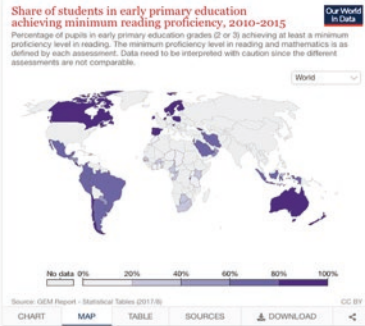 Share of students in early primary education
achieving minimum reading proficiency, 2010-2015
Our World
in Data
Percentage of pupils in early primary education grades (2 or 3) achieving at least a minimum
proficiency level in reading. The minimum proficiency level in reading and mathematics is as
defined by each assessment. Data need to be interpreted with caution since the different
assessments are not comparable.
World
No data 0% 20% 40% 60% 80% 100%
Source: GEM Report - Statistical Tables (2017/8) CC BY
CHART MAP TABLE SOURCES DOWNLOAD